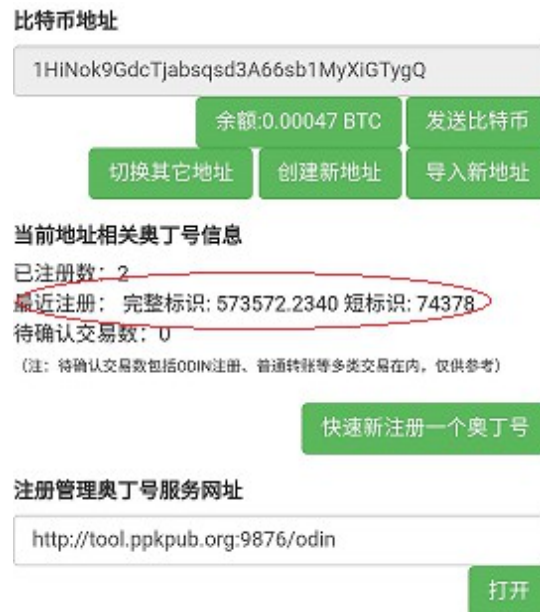 比特币地址
1HiNok9GdcTjabsqsd3A66sb1MyXiGTygQ
余额:0.00047 BTC 发送比特币
切换其它地址 创建新地址 导入新地址
当前地址相关奥丁号信息
已注册数：2
最近注册： 完整标识: 573572.2340 短标识: 74378
待确认交易数：0
（注：待确认交易数包括ODIN注册、普通转账等多类交易在内，仅供参考）
快速新注册一个奥丁号
注册管理奥丁号服务网址
http://tool.ppkpub.org:9876/odin
打开